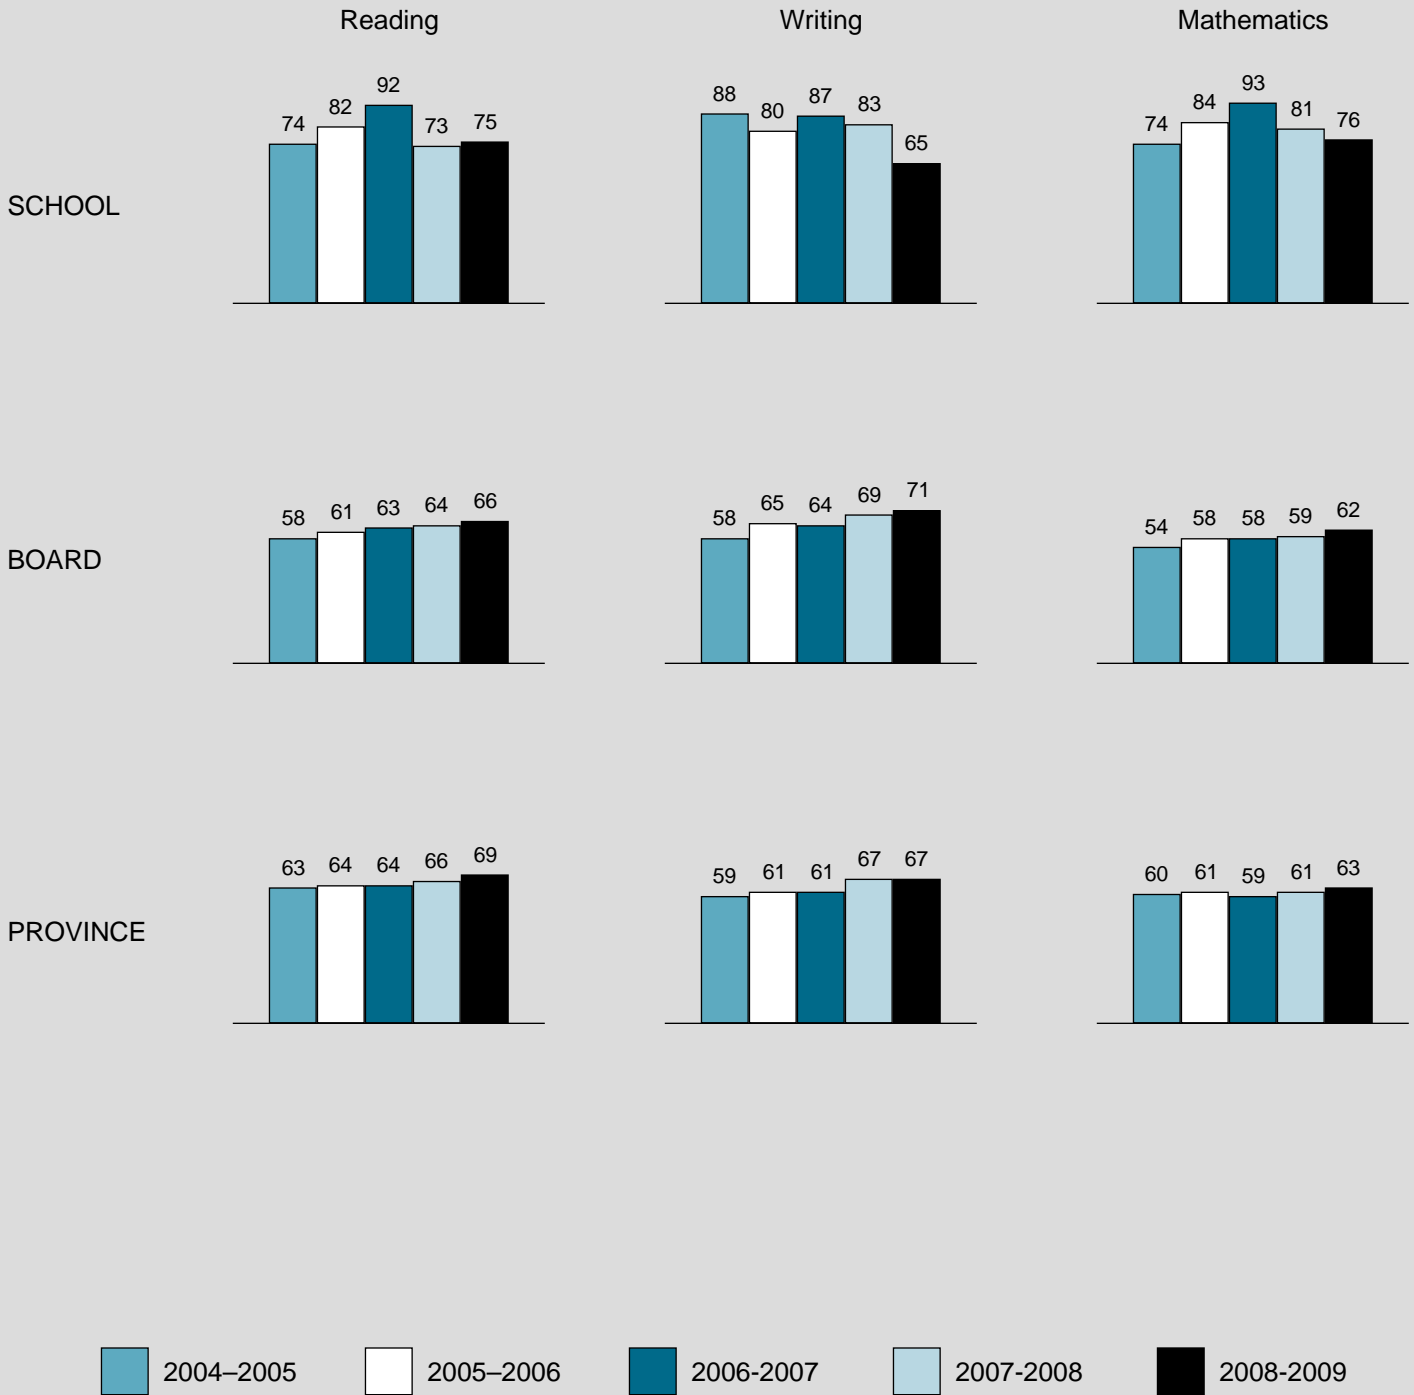 Reading Writing Mathematics
SCHOOL
74 82 92 73 75
88 80 87 83 65
74 84 93 81 76
BOARD
58 61 63 64 66
58 65 64 69 71
54 58 58 59 62
PROVINCE
63 64 64 66 69
59 61 61 67 67
60 61 59 61 63
2004–2005 2005–2006 2006-2007 2007-2008 2008-2009